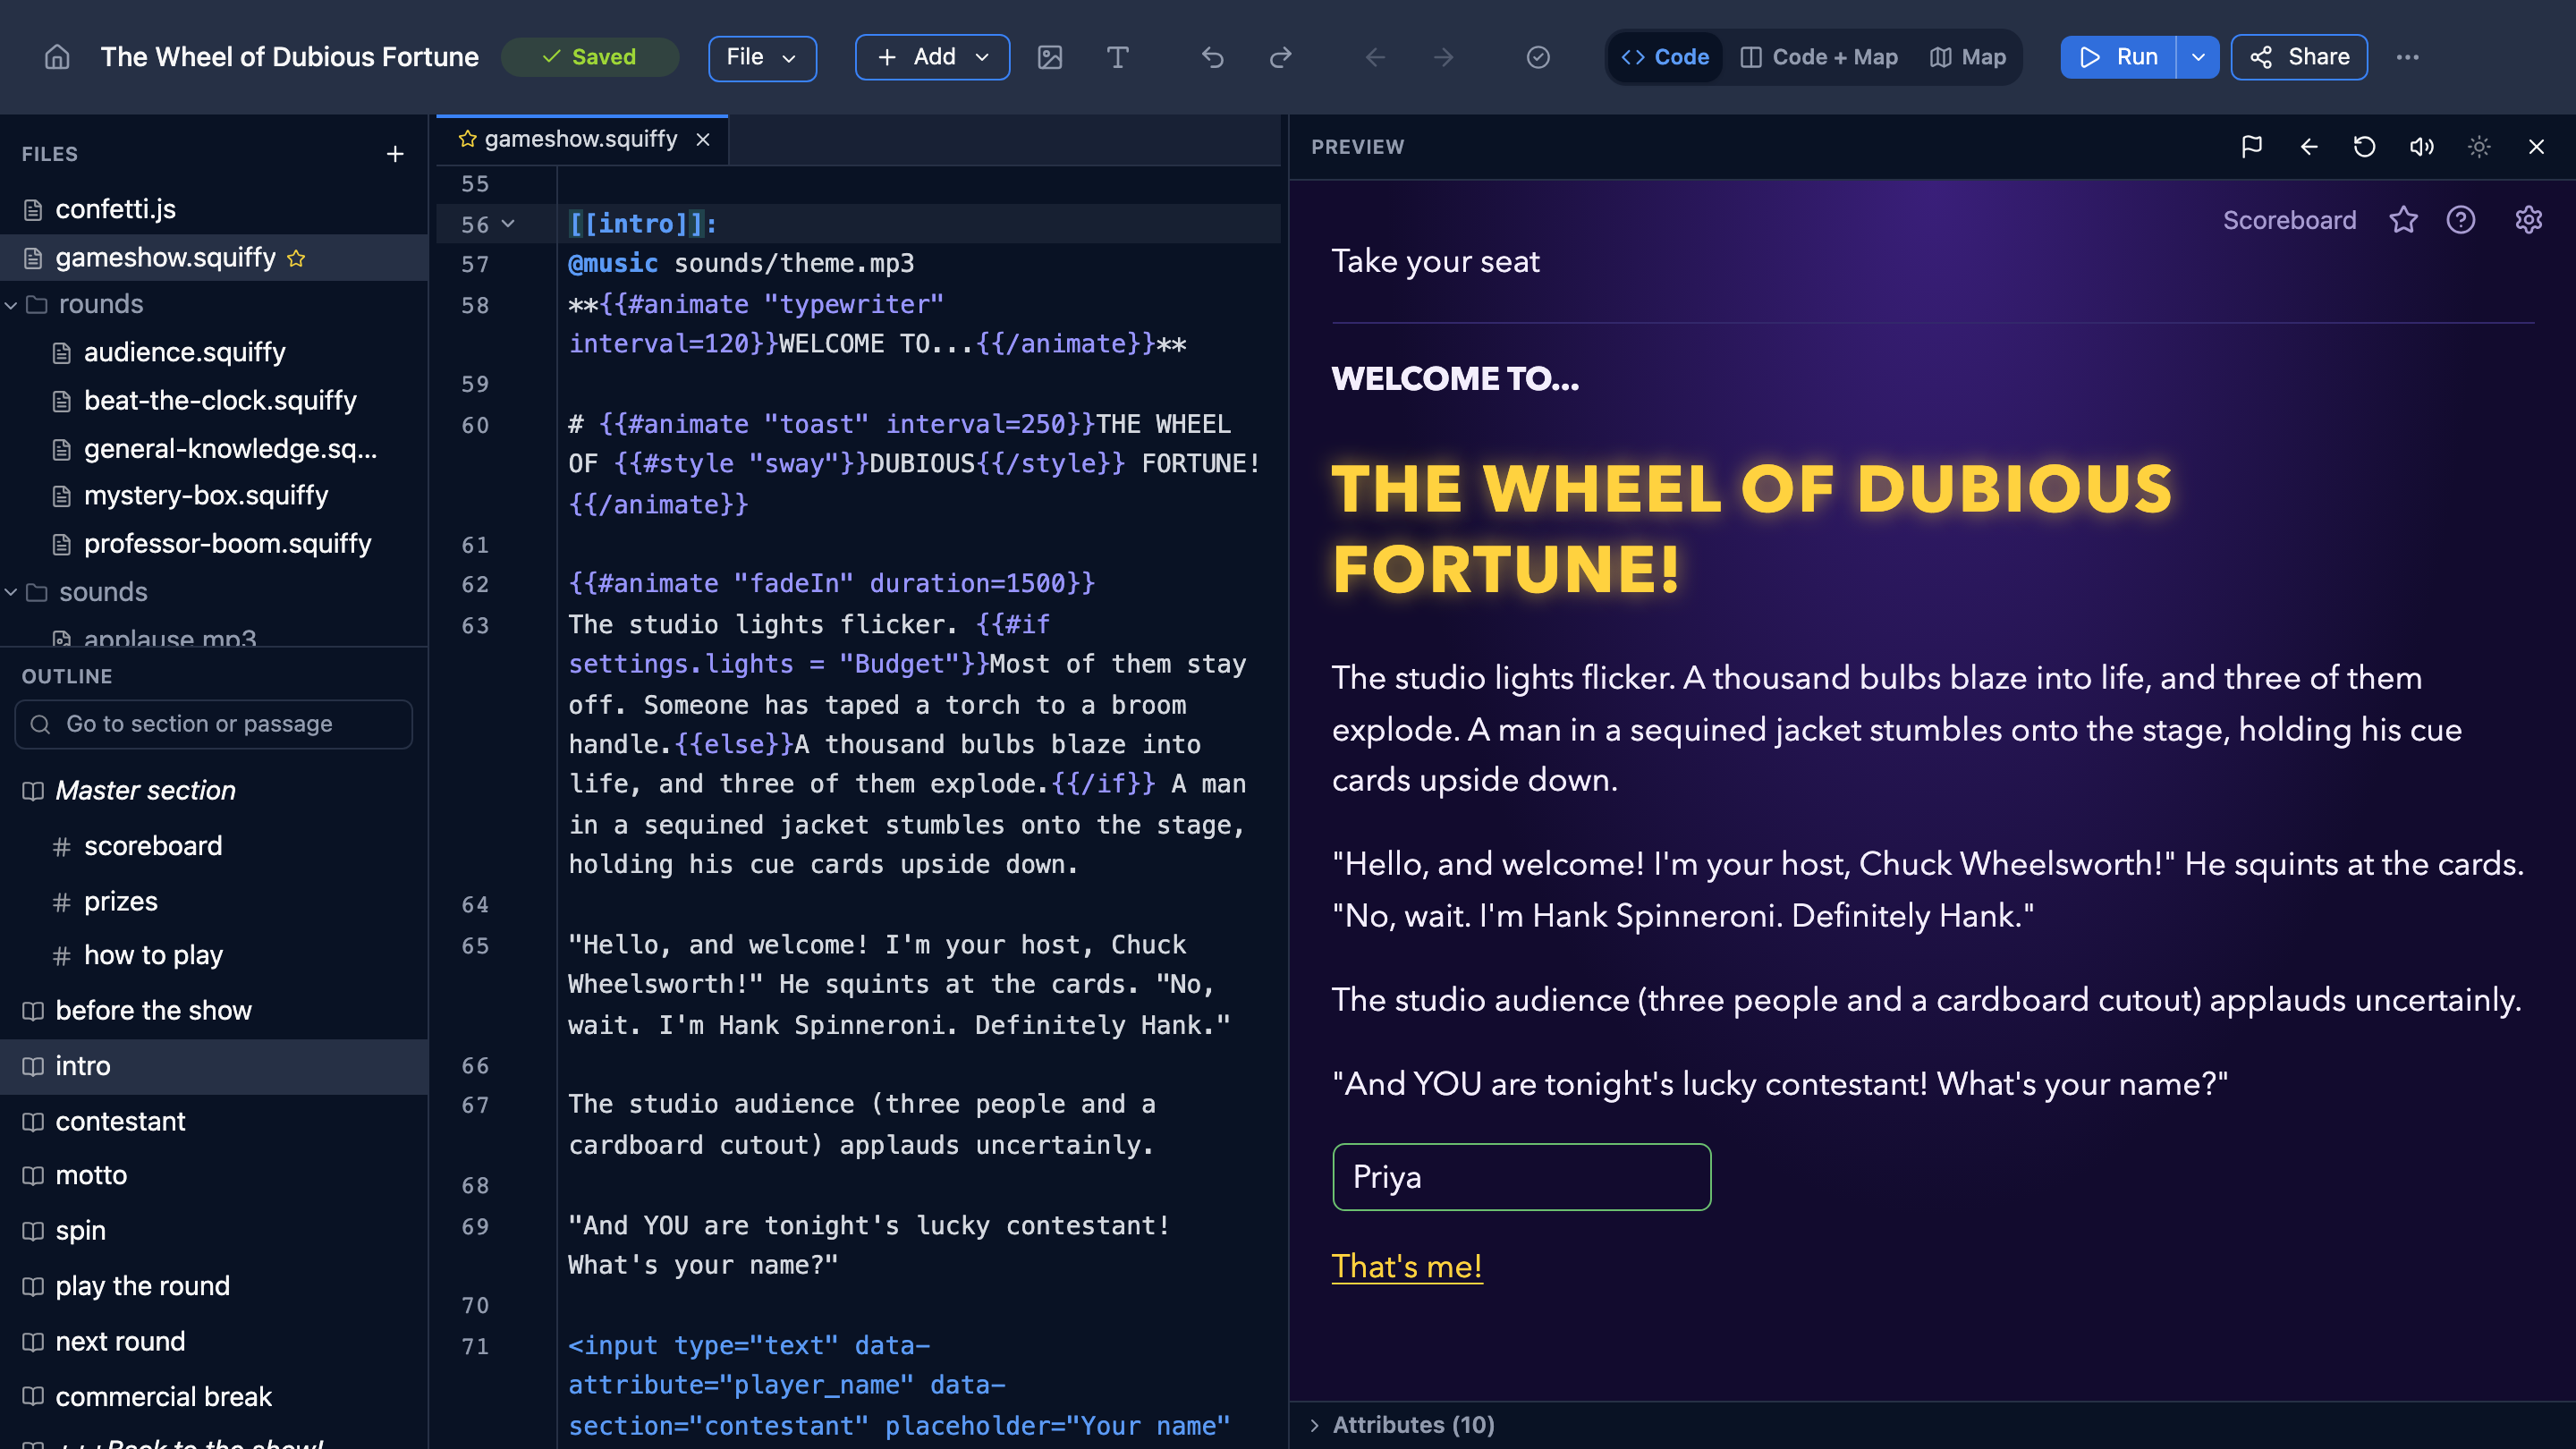 The Wheel of Dubious Fortune
Saved
File
Add
Code
Code + Map
Map
Run
Share
FILES
confetti.js
gameshow.squiffy
rounds
audience.squiffy
beat-the-clock.squiffy
general-knowledge.sq...
mystery-box.squiffy
professor-boom.squiffy
sounds
applause.mp3
OUTLINE
Go to section or passage
Master section
# scoreboard
# prizes
# how to play
before the show
intro
contestant
motto
spin
play the round
next round
commercial break
gameshow.squiffy
55
56 [[intro]]:
57 @music sounds/theme.mp3
58 **{{#animate "typewriter"
interval=120}}WELCOME TO...{{/animate}}**
59
60 # {{#animate "toast" interval=250}}THE WHEEL
OF {{#style "sway"}}DUBIOUS{{/style}} FORTUNE!
{{/animate}}
61
62 {{#animate "fadeIn" duration=1500}}
63 The studio lights flicker. {{#if
settings.lights = "Budget"}}Most of them stay
off. Someone has taped a torch to a broom
handle.{{else}}A thousand bulbs blaze into
life, and three of them explode.{{/if}} A man
in a sequined jacket stumbles onto the stage,
holding his cue cards upside down.
64
65 "Hello, and welcome! I'm your host, Chuck
Wheelsworth!" He squints at the cards. "No,
wait. I'm Hank Spinneroni. Definitely Hank."
66
67 The studio audience (three people and a
cardboard cutout) applauds uncertainly.
68
69 "And YOU are tonight's lucky contestant!
What's your name?"
70
71 <input type="text" data-
attribute="player_name" data-
section="contestant" placeholder="Your name"
PREVIEW
Scoreboard
Take your seat
WELCOME TO...
THE WHEEL OF DUBIOUS
FORTUNE!
The studio lights flicker. A thousand bulbs blaze into life, and three of them
explode. A man in a sequined jacket stumbles onto the stage, holding his cue
cards upside down.
"Hello, and welcome! I'm your host, Chuck Wheelsworth!" He squints at the cards.
"No, wait. I'm Hank Spinneroni. Definitely Hank."
The studio audience (three people and a cardboard cutout) applauds uncertainly.
"And YOU are tonight's lucky contestant! What's your name?"
Priya
That's me!
Attributes (10)